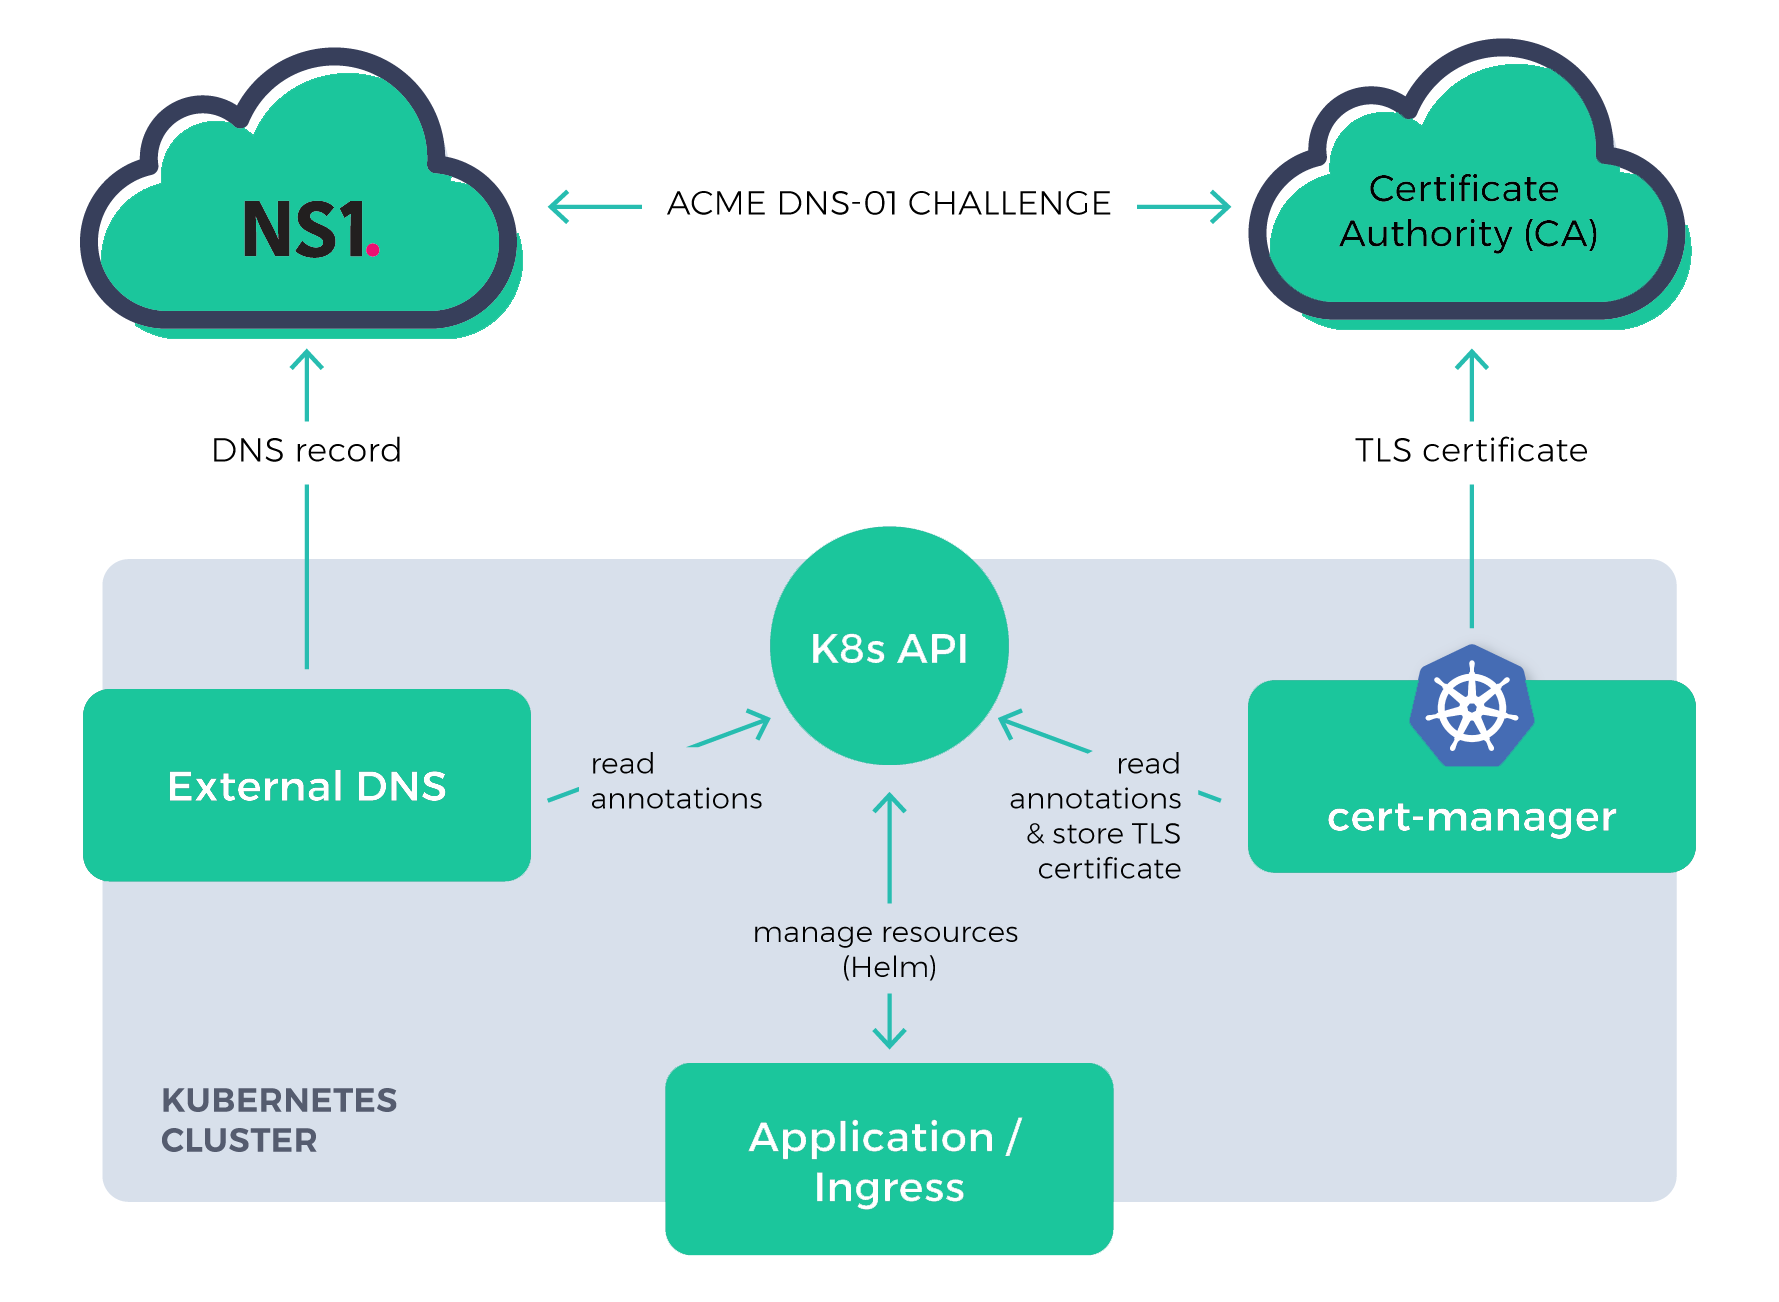 NS1.
ACME DNS-01 CHALLENGE
Certificate
Authority (CA)
DNS record
TLS certificate
K8s API
External DNS
read
annotations
read
annotations
& store TLS
certificate
cert-manager
manage resources
(Helm)
KUBERNETES
CLUSTER
Application /
Ingress